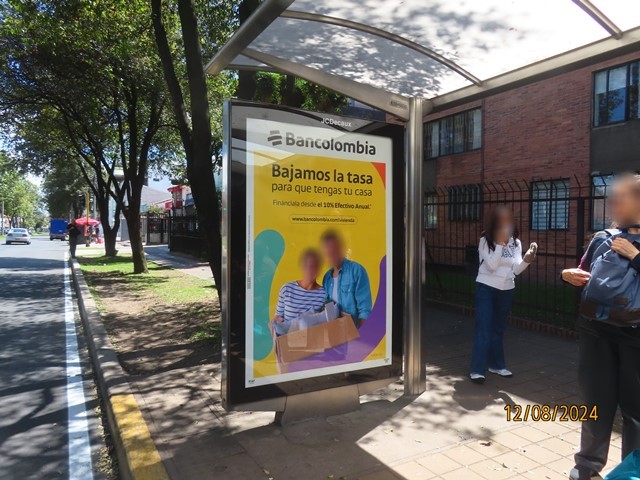 JCDecaux
Bancolombia
Bajamos la tasa
para que tengas tu casa
Fináncíala desde el 10% Efectivo Anual.
www.bancolombia.com/vivienda
12/08/2024